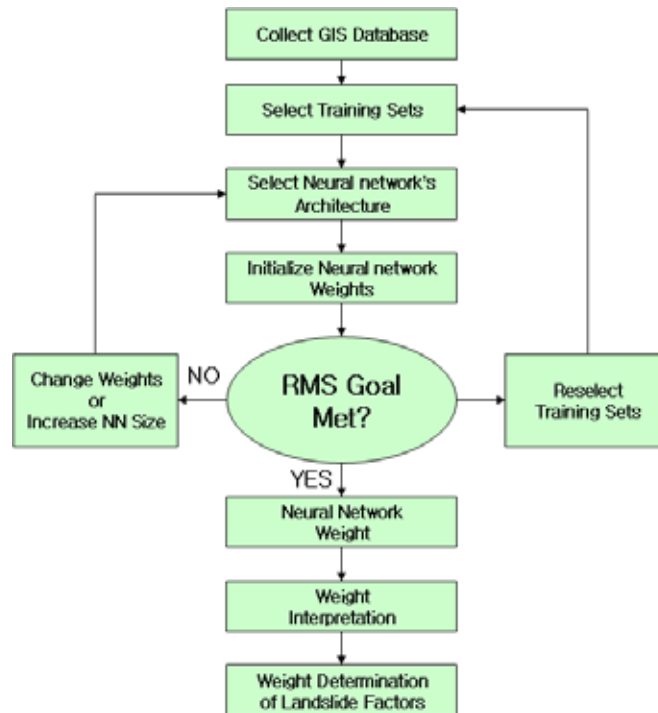 Collect GIS Database
Select Training Sets
Select Neural network's
Architecture
Initialize Neural network
Weights
Change Weights
or
Increase NN Size
NO
RMS Goal
Met?
Reselect
Training Sets
YES
Neural Network
Weight
Weight
Interpretation
Weight Determination
of Landslide Factors